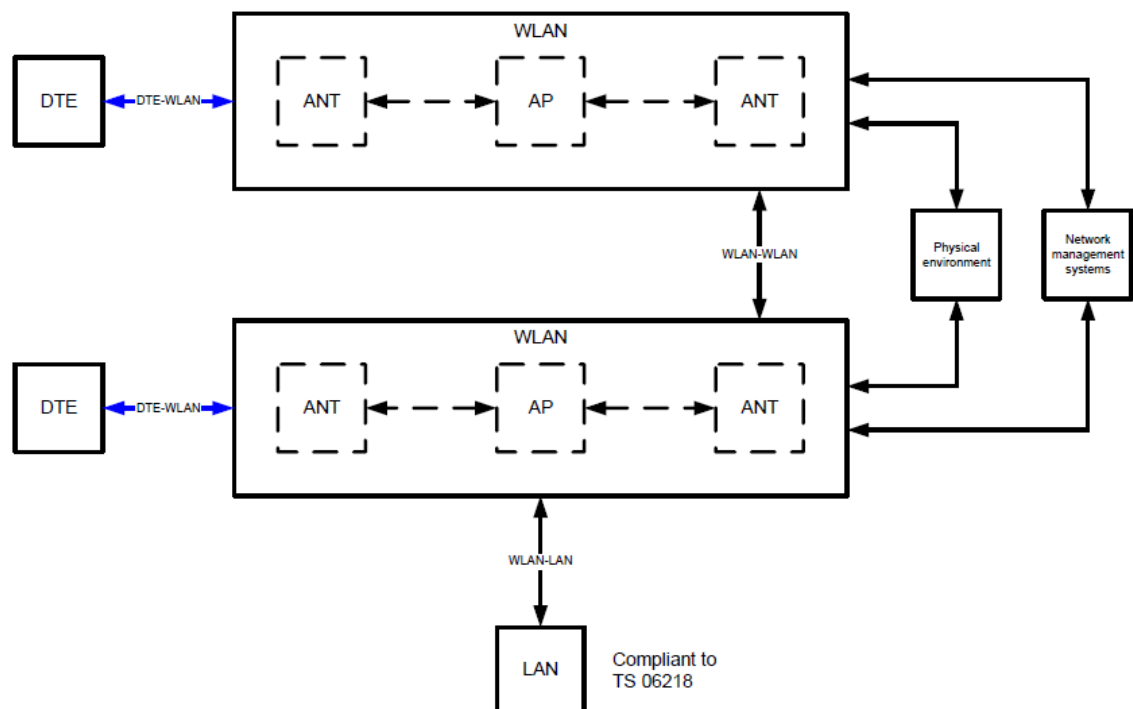 WLAN
DTE
DTE-WLAN
ANT
AP
ANT
WLAN-WLAN
Physical
environment
Network
management
systems
WLAN
DTE
DTE-WLAN
ANT
AP
ANT
WLAN-LAN
LAN
Compliant to
TS 06218